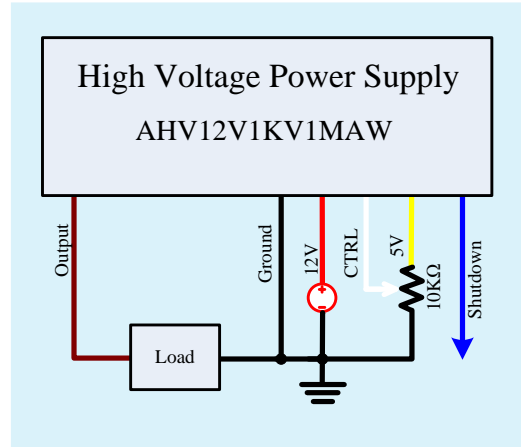 High Voltage Power Supply
AHV12V1KV1MAW
Output
Ground
12V
CTRL
5V
10KΩ
Shutdown
Load